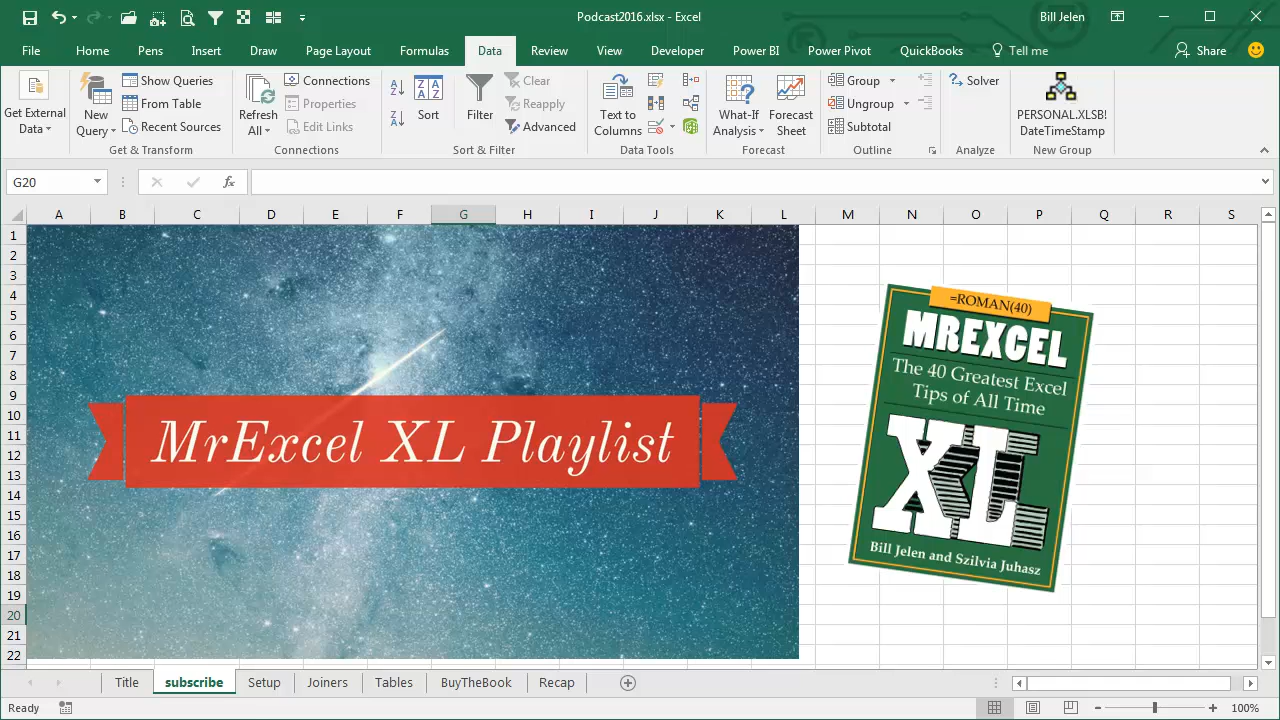 Podcast2016.xlsx - Excel
Bill Jelen
File Home Pens Insert Draw Page Layout Formulas Data Review View Developer Power BI Power Pivot QuickBooks Tell me Share
Get External Data
New Query
Show Queries
From Table
Recent Sources
Get & Transform
Refresh All
Connections
Properties
Edit Links
Connections
Sort
Filter
Clear
Reapply
Advanced
Sort & Filter
Text to Columns
Data Tools
What-If Analysis
Forecast Sheet
Forecast
Group
Ungroup
Subtotal
Outline
Solver
Analyze
PERSONAL.XLSB!
DateTimeStamp
New Group
G20
fx
A B C D E F G H I J K L M N O P Q R S
1
2
3
4
5
6
7
8
9
10
11
12
13
14
15
16
17
18
19
20
21
22
MrExcel XL Playlist
=ROMAN(40)
MREXCEL
The 40 Greatest Excel
Tips of All Time
XL
Bill Jelen and Szilvia Juhasz
Title subscribe Setup Joiners Tables BuyTheBook Recap
Ready
100%